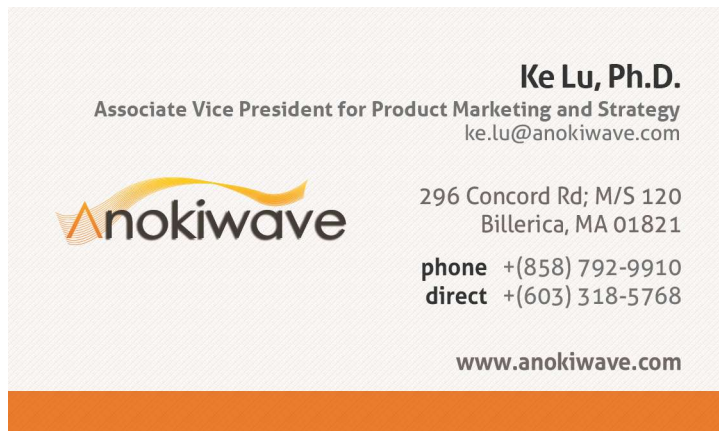 Ke Lu, Ph.D.
Associate Vice President for Product Marketing and Strategy
ke.lu@anokiwave.com
Anokiwave
296 Concord Rd; M/S 120
Billerica, MA 01821
phone +(858) 792-9910
direct +(603) 318-5768
www.anokiwave.com